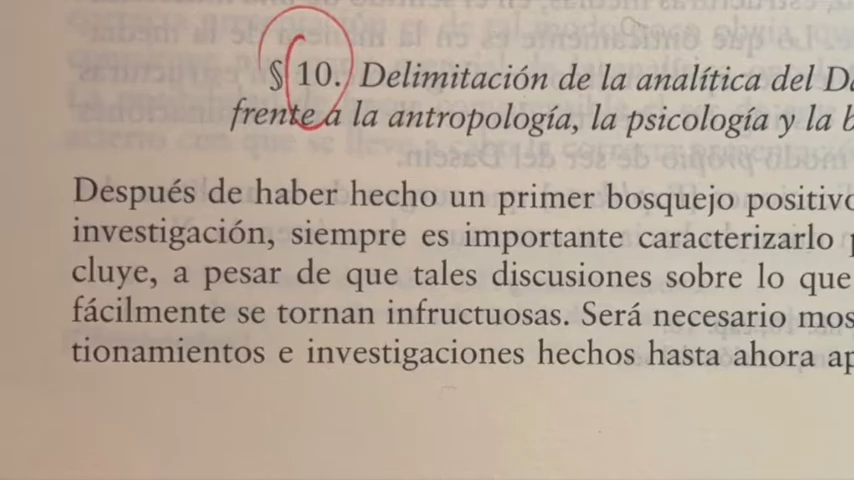 § 10. Delimitación de la analítica del
frente a la antropología, la psicología y la
Después de haber hecho un primer bosquejo positivo
investigación, siempre es importante caracterizarlo
cluye, a pesar de que tales discusiones sobre lo que
fácilmente se tornan infructuosas. Será necesario
tionamientos e investigaciones hechos hasta ahora